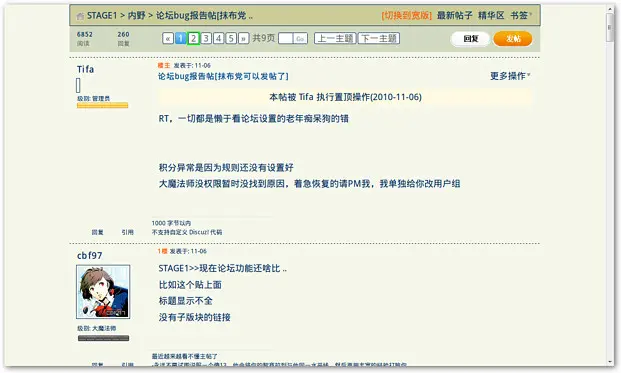 STAGE1 > 内野 > 论坛bug报告帖[抹布党 ..
[切换到宽版] 最新帖子 精华区 书签
6852 阅读
260 回复
« 1 2 3 4 5 » 共9页 Go 上一主题 下一主题
回复 发帖
Tifa
级别: 管理员
楼主 发表于: 11-06
论坛bug报告帖[抹布党可以发帖了]
更多操作
本帖被 Tifa 执行置顶操作(2010-11-06)
RT，一切都是懒于看论坛设置的老年痴呆狗的错
积分异常是因为规则还没有设置好
大魔法师没权限暂时没找到原因，着急恢复的请PM我，我单独给你改用户组
1000 字节以内
不支持自定义 Discuz! 代码
回复 引用
cbf97
级别: 大魔法师
1楼 发表于: 11-06
STAGE1>>现在论坛功能还啥比 ..
比如这个贴上面
标题显示不全
没有子版块的链接
最近越来越看不懂主帖了
回复 引用